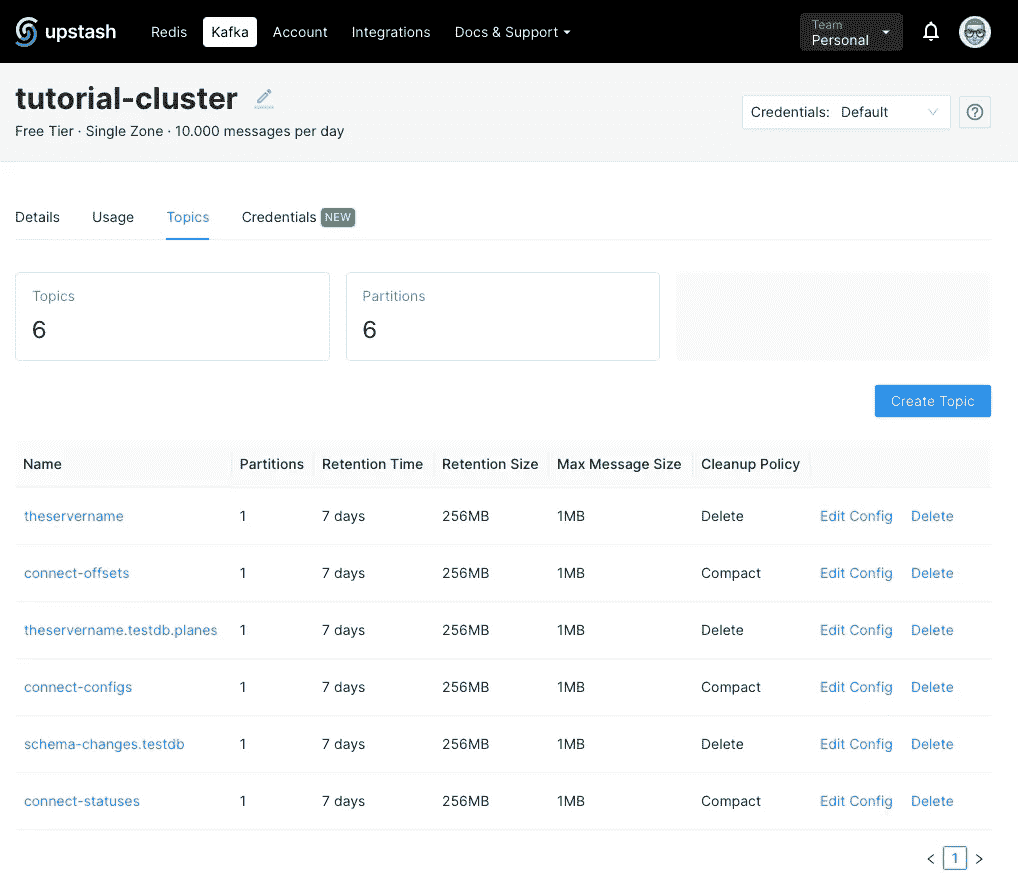 upstash Redis Kafka Account Integrations Docs & Support Team
Personal
tutorial-cluster
Free Tier · Single Zone · 10.000 messages per day
Credentials: Default
Details Usage Topics Credentials NEW
Topics Partitions
6 6
Create Topic
Name Partitions Retention Time Retention Size Max Message Size Cleanup Policy
theservername 1 7 days 256MB 1MB Delete Edit Config Delete
connect-offsets 1 7 days 256MB 1MB Compact Edit Config Delete
theservername.testdb.planes 1 7 days 256MB 1MB Delete Edit Config Delete
connect-configs 1 7 days 256MB 1MB Compact Edit Config Delete
schema-changes.testdb 1 7 days 256MB 1MB Delete Edit Config Delete
connect-statuses 1 7 days 256MB 1MB Compact Edit Config Delete
< 1 >